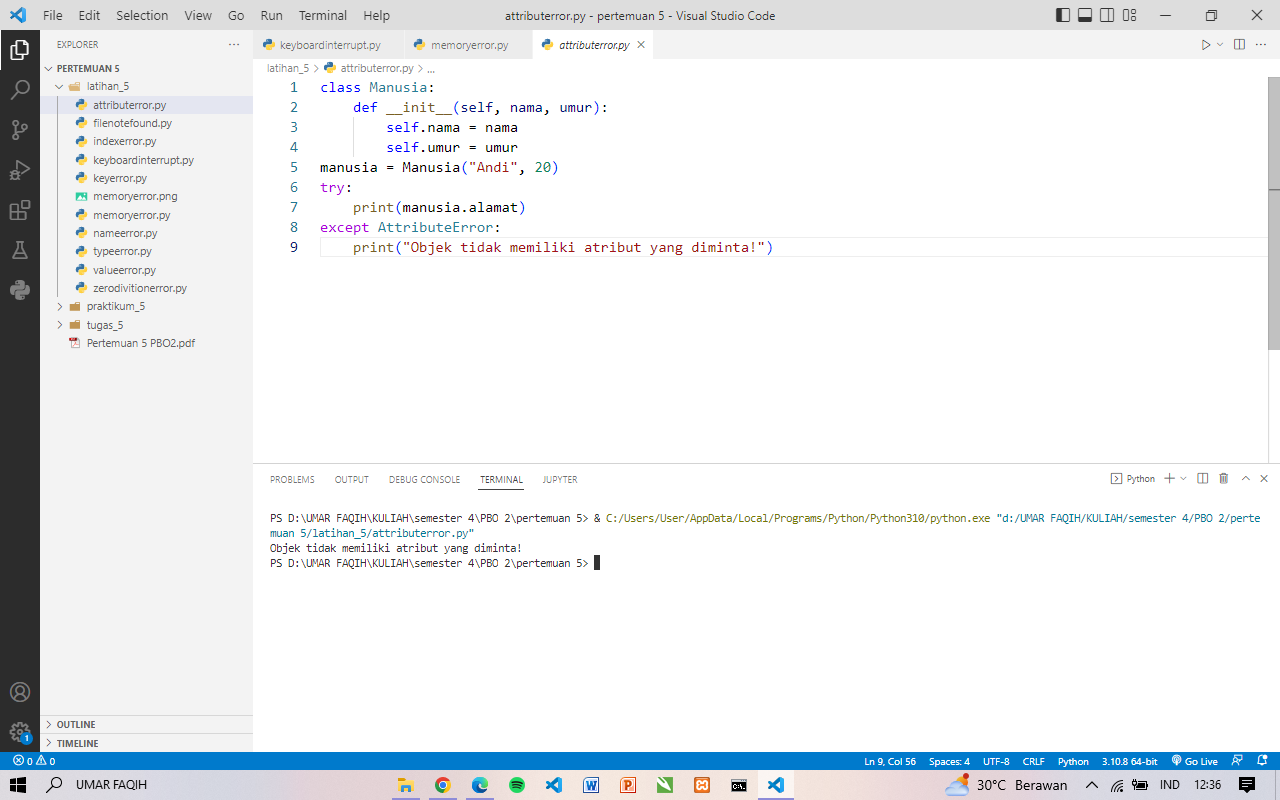 File Edit Selection View Go Run Terminal Help attributerror.py - pertemuan 5 - Visual Studio Code
EXPLORER
PERTEMUAN 5
latihan_5
attributerror.py
filenotefound.py
indexerror.py
keyboardinterrupt.py
keyerror.py
memoryerror.png
memoryerror.py
nameerror.py
typeerror.py
valueerror.py
zerodivitionerror.py
praktikum_5
tugas_5
Pertemuan 5 PBO2.pdf
OUTLINE
TIMELINE
keyboardinterrupt.py memoryerror.py attributerror.py
latihan_5 > attributerror.py > ...
1 class Manusia:
2 def __init__(self, nama, umur):
3 self.nama = nama
4 self.umur = umur
5 manusia = Manusia("Andi", 20)
6 try:
7 print(manusia.alamat)
8 except AttributeError:
9 print("Objek tidak memiliki atribut yang diminta!")
PROBLEMS OUTPUT DEBUG CONSOLE TERMINAL JUPYTER Python
PS D:\UMAR FAQIH\KULIAH\semester 4\PBO 2\pertemuan 5> & C:/Users/User/AppData/Local/Programs/Python/Python310/python.exe "d:/UMAR FAQIH/KULIAH/semester 4/PBO 2/perte
muan 5/latihan_5/attributerror.py"
Objek tidak memiliki atribut yang diminta!
PS D:\UMAR FAQIH\KULIAH\semester 4\PBO 2\pertemuan 5>
1
0 0 Ln 9, Col 56 Spaces: 4 UTF-8 CRLF Python 3.10.8 64-bit Go Live
UMAR FAQIH 30°C Berawan IND 12:36